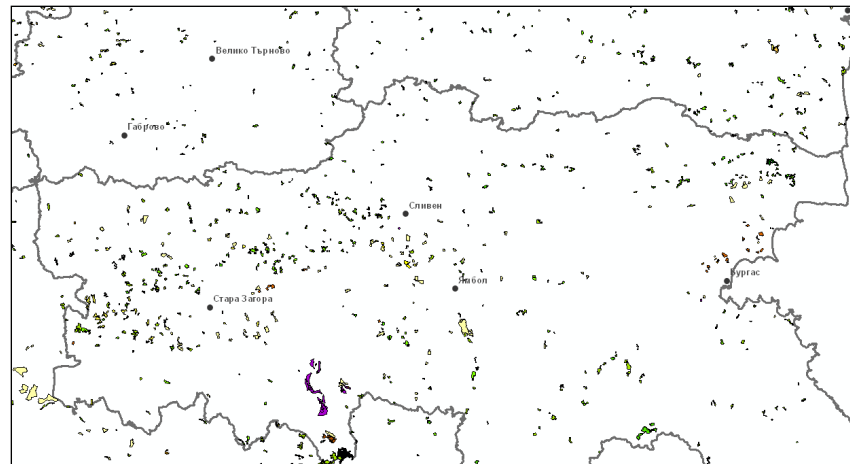 Велико Търново
Габрово
Сливен
Бургас
Ямбол
Стара Загора